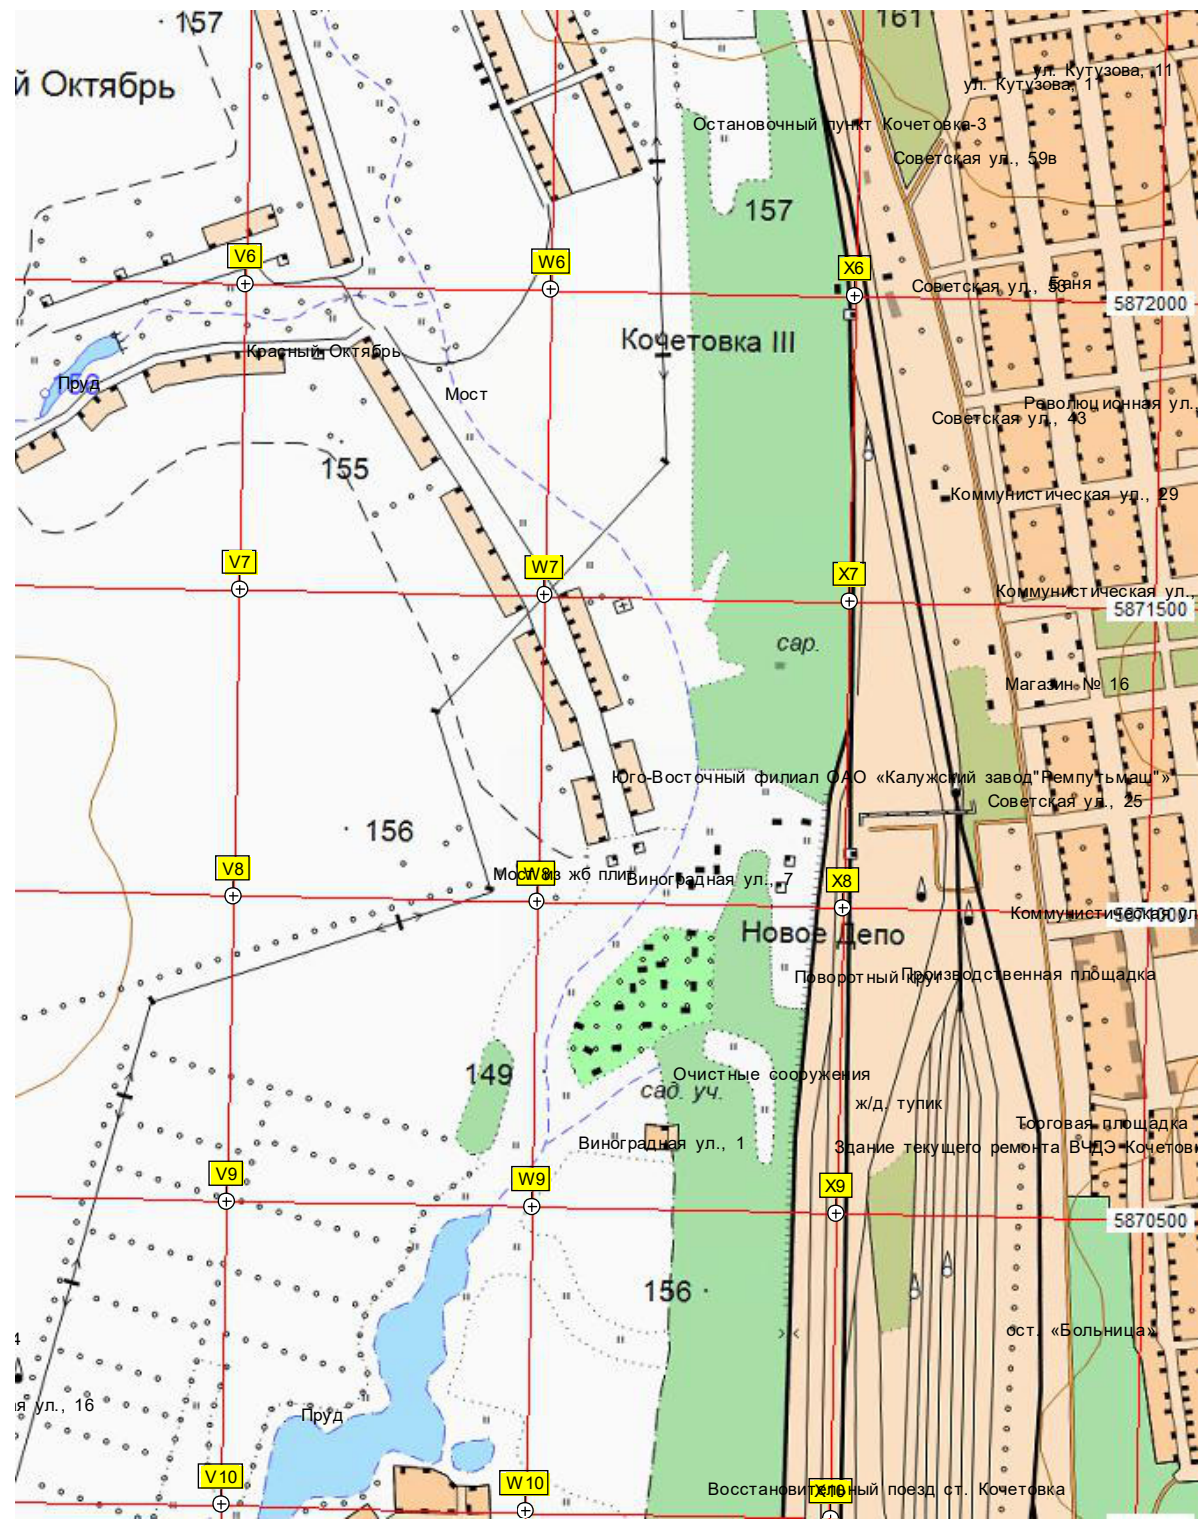 157
161
й Октябрь
ул. Кутузова, 11
ул. Кутузова, 1
Остановочный пункт Кочетовка-3
Советская ул., 59в
157
V6
W6
X6
Советская ул., 53
Баня
5872000
Кочетовка III
Красный Октябрь
Пруд
Мост
Революционная ул.,
Советская ул., 43
155
Коммунистическая ул., 29
V7
W7
X7
Коммунистическая ул.,
5871500
сар.
Магазин № 16
Юго-Восточный филиал ОАО «Калужский завод"Ремпутьмаш"»
Советская ул., 25
156
V8
W8
X8
Мост из жб плит
Виноградная ул., 7
Коммунистическая ул
Новое Депо
Поворотный круг
Производственная площадка
149
Очистные сооружения
сад. уч.
ж/д. тупик
Торговая площадка
Виноградная ул., 1
Здание текущего ремонта ВЧДЭ Кочетов
V9
W9
X9
5870500
156
ост. «Больница»
4
я ул., 16
Пруд
V10
W10
X10
Восстановительный поезд ст. Кочетовка